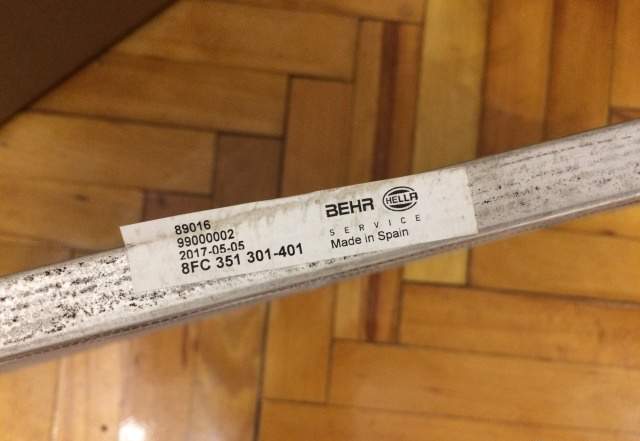 89016
99000002
2017-05-05
8FC 351 301-401
BEHR HELLA
SERVICE
Made in Spain